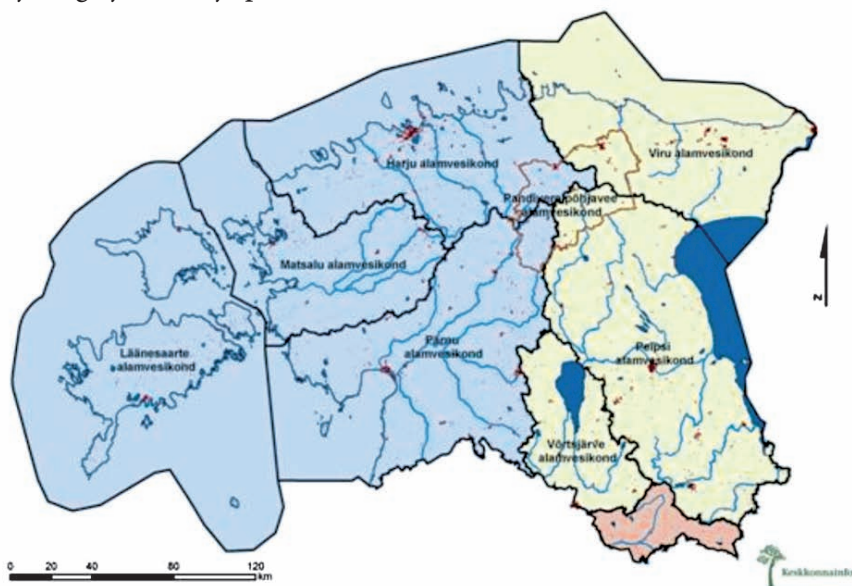 Harju alamvesikond
Viru alamvesikond
Pandivere põhjavee
alamvesikond
Matsalu alamvesikond
Läänesaarte
alamvesikond
Pärnu
alamvesikond
Peipsi
alamvesikond
Võrtsjärve
alamvesikond
N
0 20 40 80 120
km